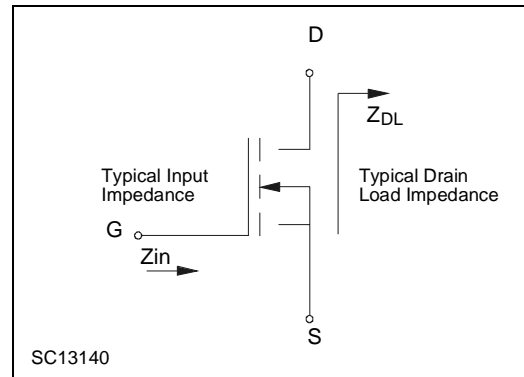 D
Z_DL
Typical Input
Impedance
Typical Drain
Load Impedance
G
Zin
S
SC13140